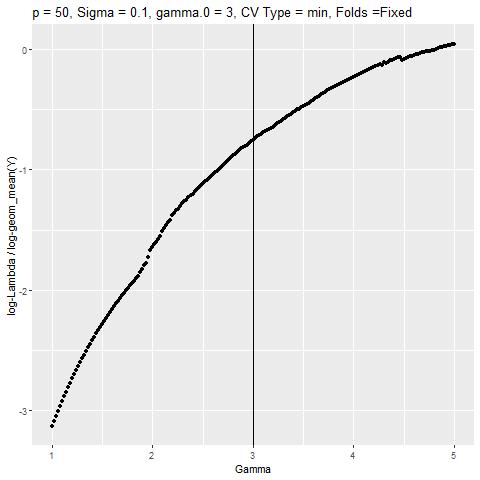 p = 50, Sigma = 0.1, gamma.0 = 3, CV Type = min, Folds =Fixed
log-Lambda / log-geom_mean(Y)
0
-1
-2
-3
1 2 3 4 5
Gamma